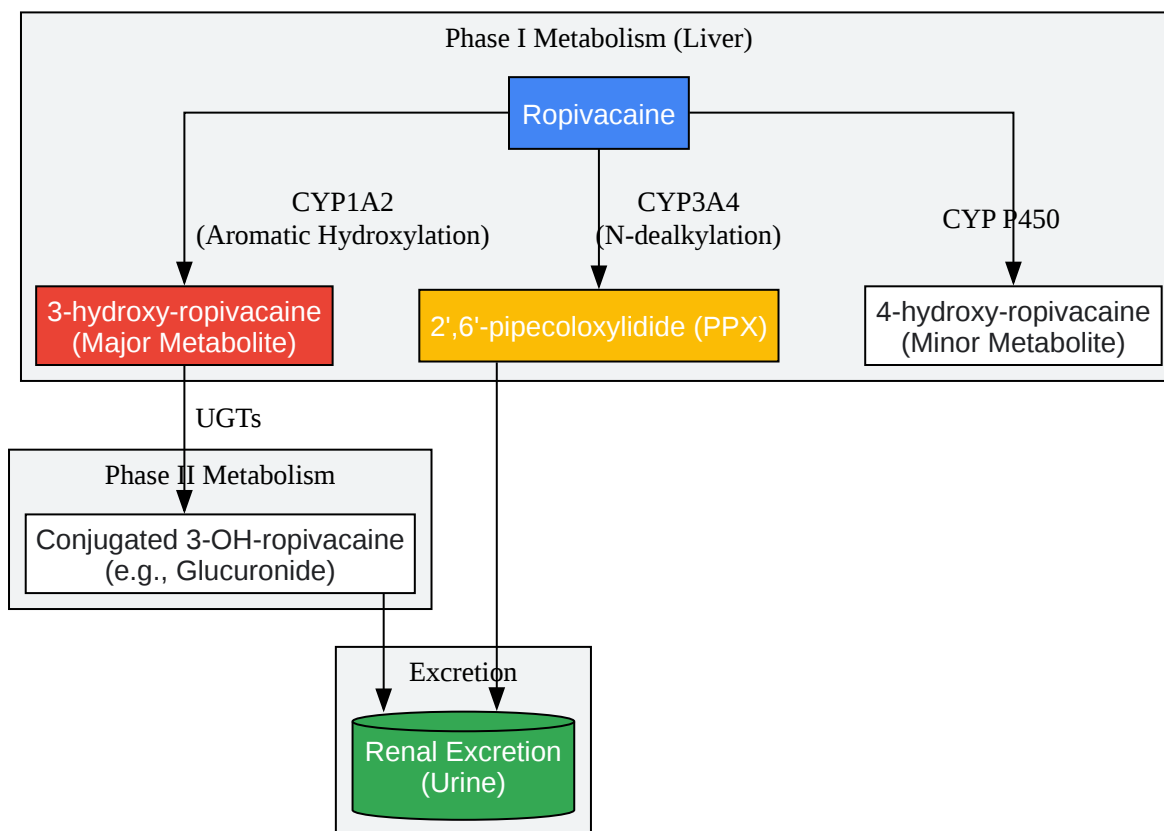 Phase I Metabolism (Liver)
Ropivacaine
CYP1A2
(Aromatic Hydroxylation)
CYP3A4
(N-dealkylation)
CYP P450
3-hydroxy-ropivacaine
(Major Metabolite)
2',6'-pipecoloxylidide (PPX)
4-hydroxy-ropivacaine
(Minor Metabolite)
UGTs
Phase II Metabolism
Conjugated 3-OH-ropivacaine
(e.g., Glucuronide)
Excretion
Renal Excretion
(Urine)